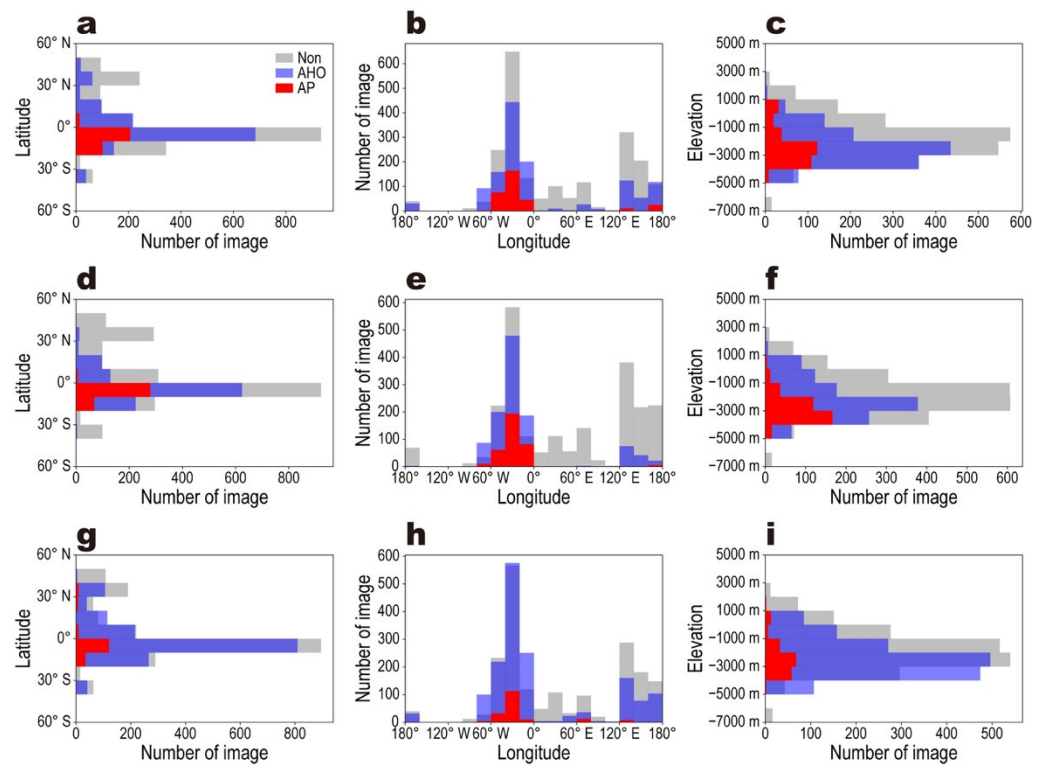 a
60° N
30° N
0°
30° S
60° S
Latitude
0 200 400 600 800
Number of image
Non
AHO
AP
b
600
500
400
300
200
100
0
Number of image
180° 120° W 60° W 0° 60° E 120° E 180°
Longitude
c
5000 m
3000 m
1000 m
−1000 m
−3000 m
−5000 m
−7000 m
Elevation
0 100 200 300 400 500 600
Number of image
d
60° N
30° N
0°
30° S
60° S
Latitude
0 200 400 600 800
Number of image
e
600
500
400
300
200
100
0
Number of image
180° 120° W 60° W 0° 60° E 120° E 180°
Longitude
f
5000 m
3000 m
1000 m
−1000 m
−3000 m
−5000 m
−7000 m
Elevation
0 100 200 300 400 500 600
Number of image
g
60° N
30° N
0°
30° S
60° S
Latitude
0 200 400 600 800
Number of image
h
600
500
400
300
200
100
0
Number of image
180° 120° W 60° W 0° 60° E 120° E 180°
Longitude
i
5000 m
3000 m
1000 m
−1000 m
−3000 m
−5000 m
−7000 m
Elevation
0 100 200 300 400 500
Number of image